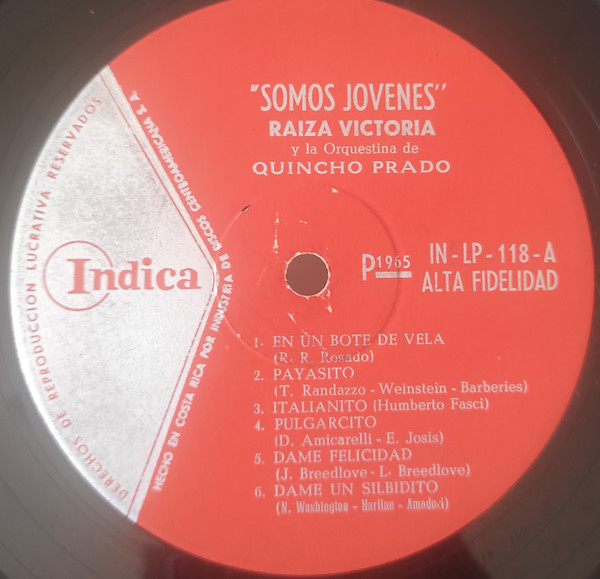 "SOMOS JOVENES"
RAIZA VICTORIA
y la Orquestina de
QUINCHO PRADO
DERECHOS DE REPRODUCCION LUCRATIVA RESERVADOS
Indica
HECHO EN COSTA RICA POR INDUSTRIA DE DISCOS CENTROAMERICANA S. A.
P1965
IN-LP-118-A
ALTA FIDELIDAD
1. EN UN BOTE DE VELA
(R. R. Rosado)
2. PAYASITO
(T. Randazzo - Weinstein - Barberies)
3. ITALIANITO (Humberto Fasci)
4. PULGARCITO
(D. Amicarelli - E. Josis)
5. DAME FELICIDAD
(J. Breedlove - L. Breedlove)
6. DAME UN SILBIDITO
(N. Washington - Harline - Amadori)